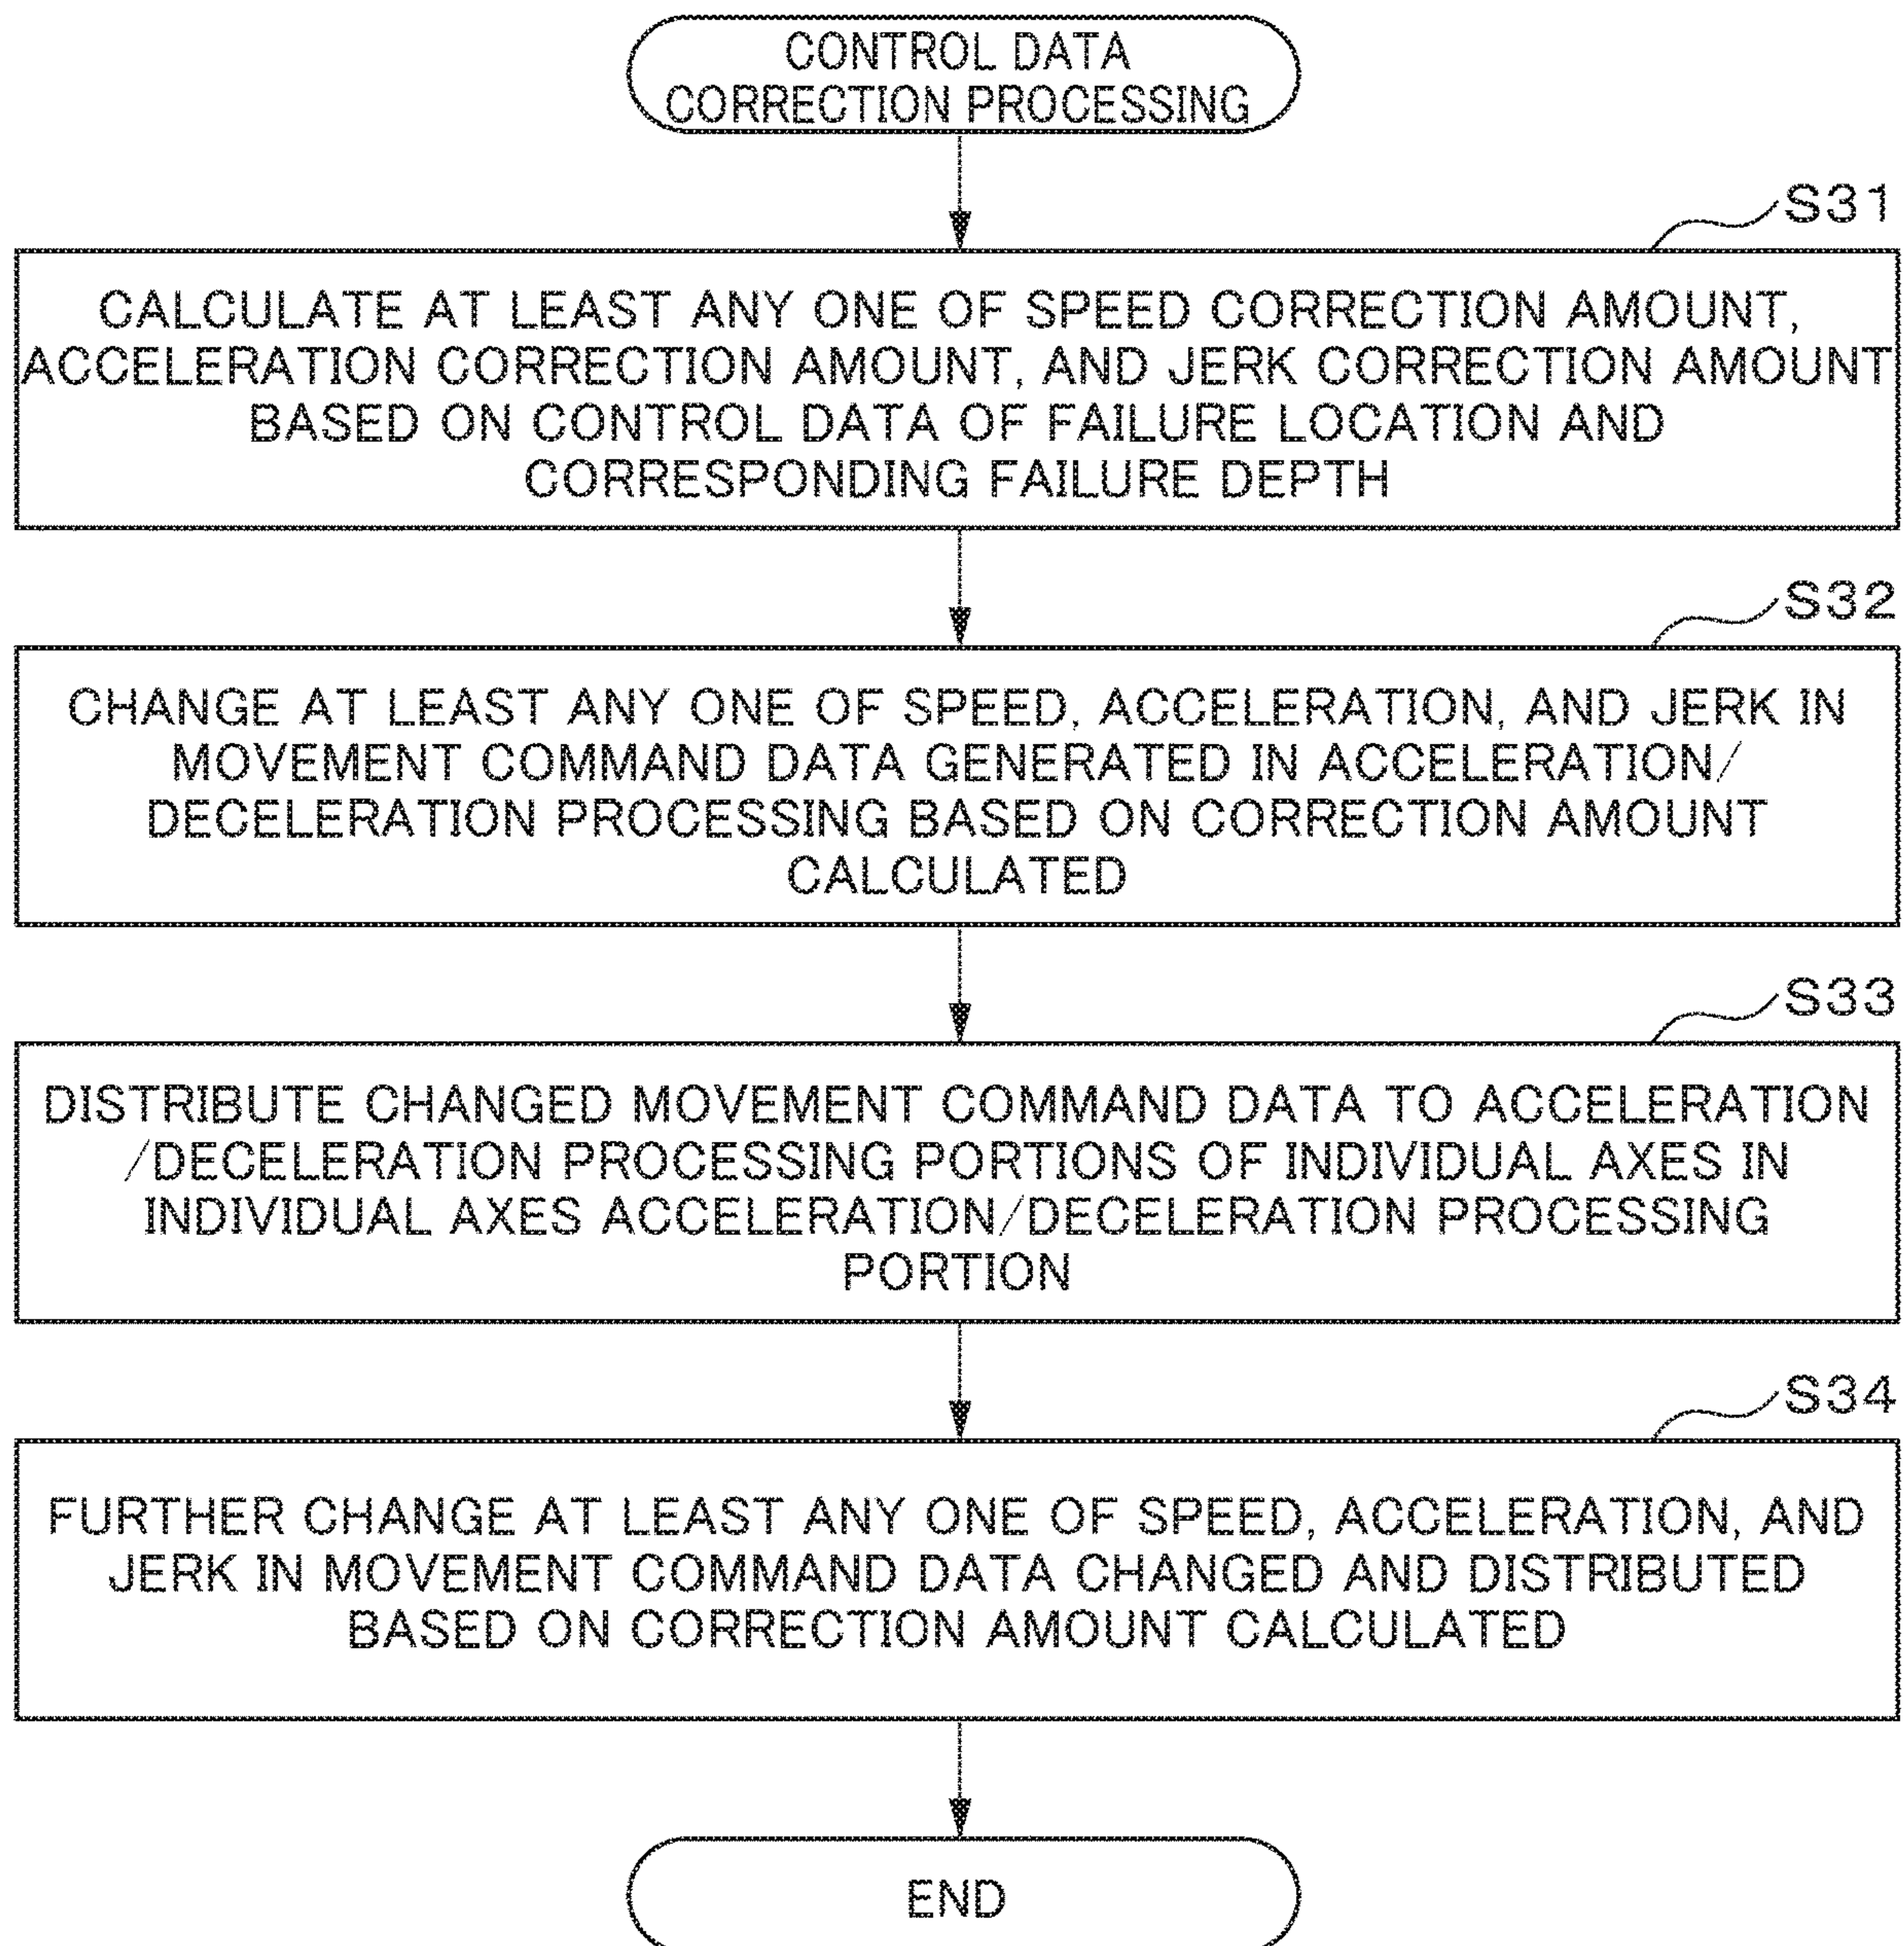 CONTROL DATA
CORRECTION PROCESSING
S31
CALCULATE AT LEAST ANY ONE OF SPEED CORRECTION AMOUNT,
ACCELERATION CORRECTION AMOUNT, AND JERK CORRECTION AMOUNT
BASED ON CONTROL DATA OF FAILURE LOCATION AND
CORRESPONDING FAILURE DEPTH
S32
CHANGE AT LEAST ANY ONE OF SPEED, ACCELERATION, AND JERK IN
MOVEMENT COMMAND DATA GENERATED IN ACCELERATION/
DECELERATION PROCESSING BASED ON CORRECTION AMOUNT
CALCULATED
S33
DISTRIBUTE CHANGED MOVEMENT COMMAND DATA TO ACCELERATION
/DECELERATION PROCESSING PORTIONS OF INDIVIDUAL AXES IN
INDIVIDUAL AXES ACCELERATION/DECELERATION PROCESSING
PORTION
S34
FURTHER CHANGE AT LEAST ANY ONE OF SPEED, ACCELERATION, AND
JERK IN MOVEMENT COMMAND DATA CHANGED AND DISTRIBUTED
BASED ON CORRECTION AMOUNT CALCULATED
END